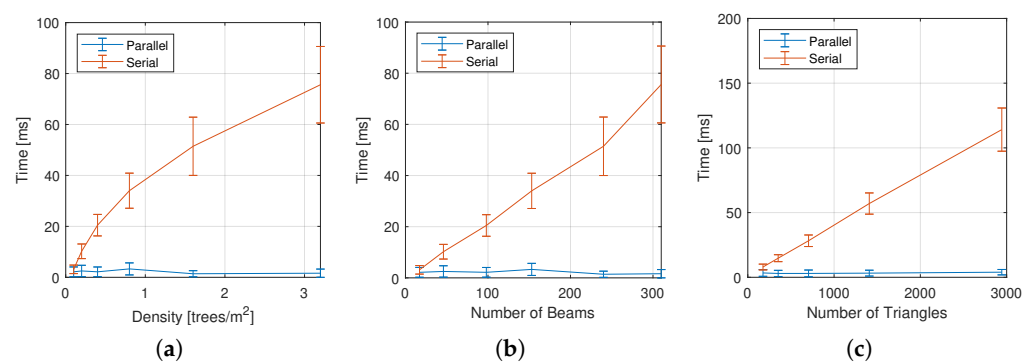 100
80
60
40
20
0
Time [ms]
Parallel
Serial
0 1 2 3
Density [trees/m²]
(a)
100
80
60
40
20
0
Time [ms]
Parallel
Serial
0 100 200 300
Number of Beams
(b)
200
150
100
50
0
Time [ms]
Parallel
Serial
0 1000 2000 3000
Number of Triangles
(c)